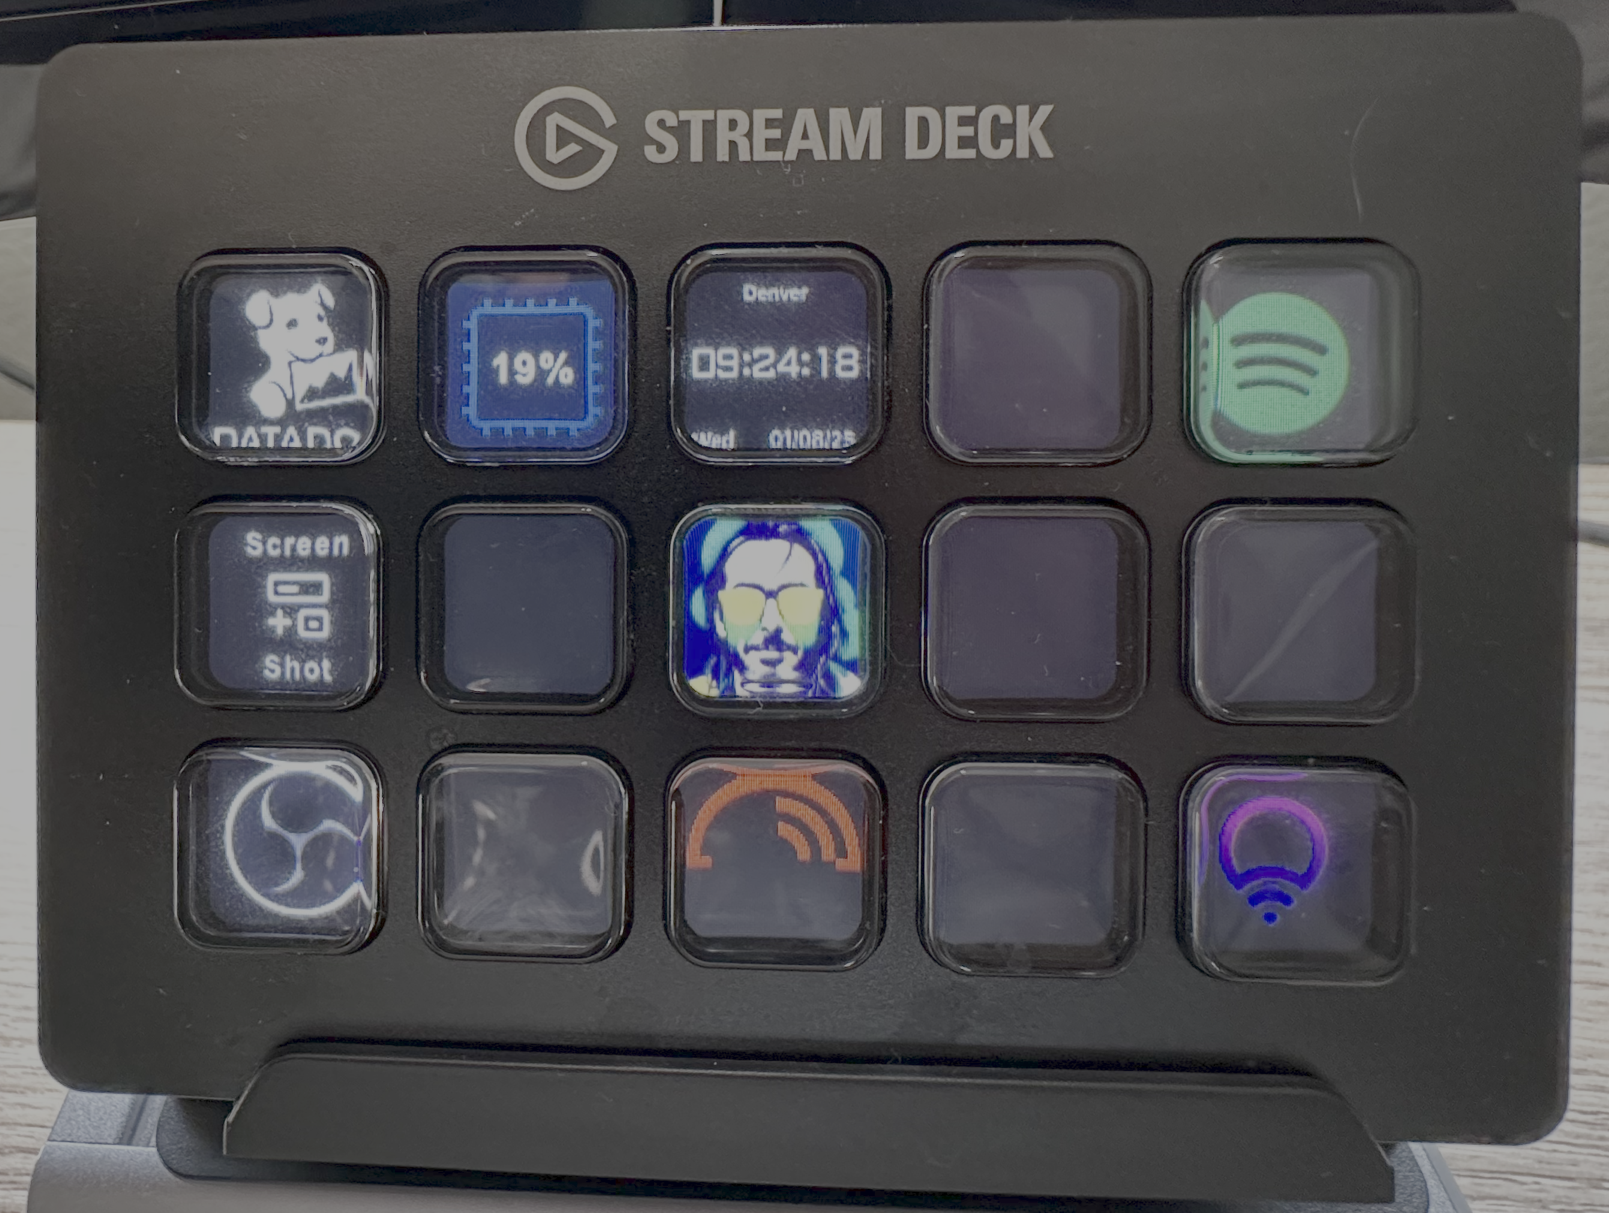 STREAM DECK
DATADO
19%
Denver
09:24:18
Wed 01/08/25
Screen
Shot